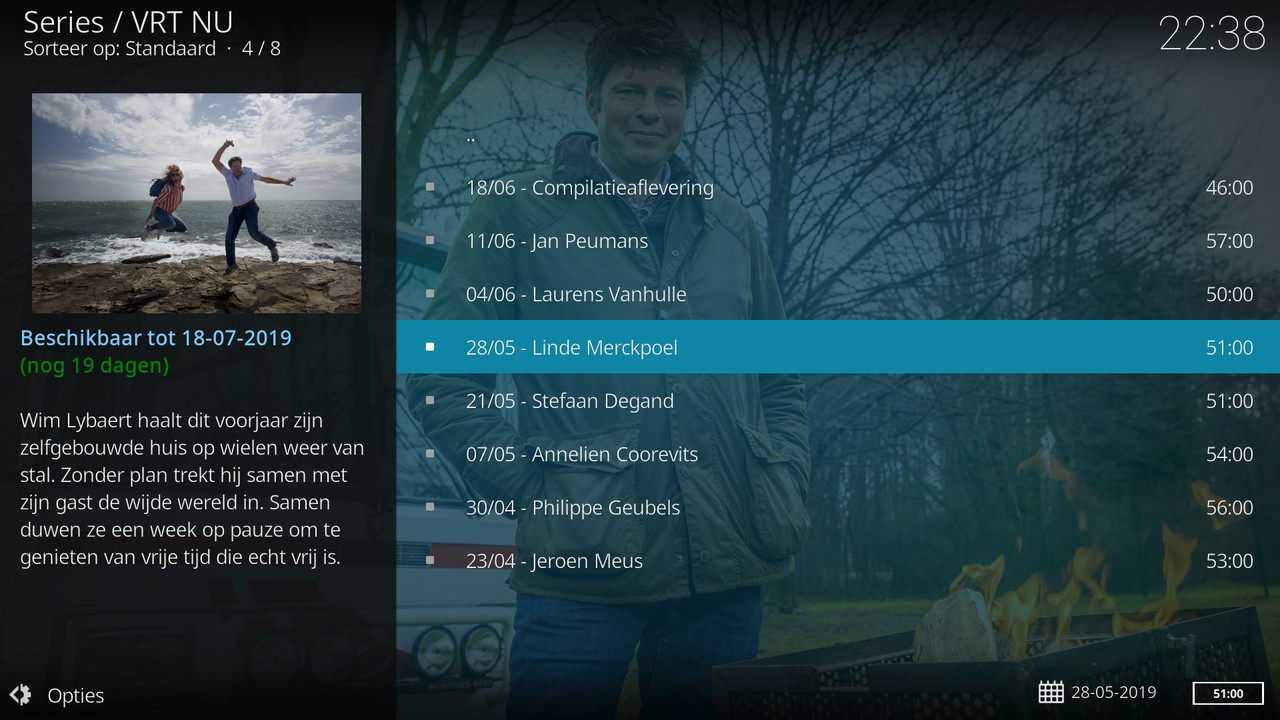 Series / VRT NU
Sorteer op: Standaard · 4 / 8
22:38
Beschikbaar tot 18-07-2019
(nog 19 dagen)
Wim Lybaert haalt dit voorjaar zijn
zelfgebouwde huis op wielen weer van
stal. Zonder plan trekt hij samen met
zijn gast de wijde wereld in. Samen
duwen ze een week op pauze om te
genieten van vrije tijd die echt vrij is.
..
18/06 - Compilatieaflevering 46:00
11/06 - Jan Peumans 57:00
04/06 - Laurens Vanhulle 50:00
28/05 - Linde Merckpoel 51:00
21/05 - Stefaan Degand 51:00
07/05 - Annelien Coorevits 54:00
30/04 - Philippe Geubels 56:00
23/04 - Jeroen Meus 53:00
Opties
28-05-2019
51:00